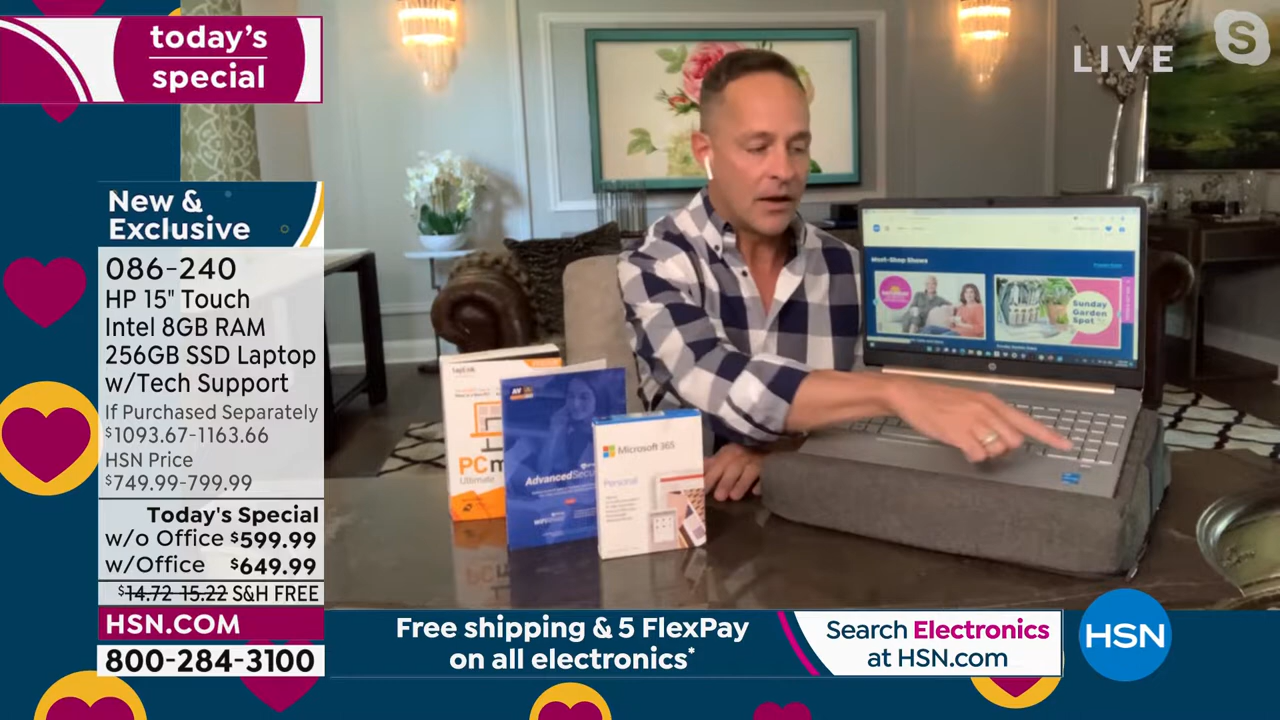 today's
special
LIVE
S
New &
Exclusive
086-240
HP 15" Touch
Intel 8GB RAM
256GB SSD Laptop
w/Tech Support
If Purchased Separately
$1093.67-1163.66
HSN Price
$749.99-799.99
Today's Special
w/o Office $599.99
w/Office $649.99
$14.72-15.22 S&H FREE
HSN.COM
800-284-3100
Sunday
Garden
Spot
hp
PC
Ultimate
Microsoft 365
Personal
Free shipping & 5 FlexPay
on all electronics*
Search Electronics
at HSN.com
HSN